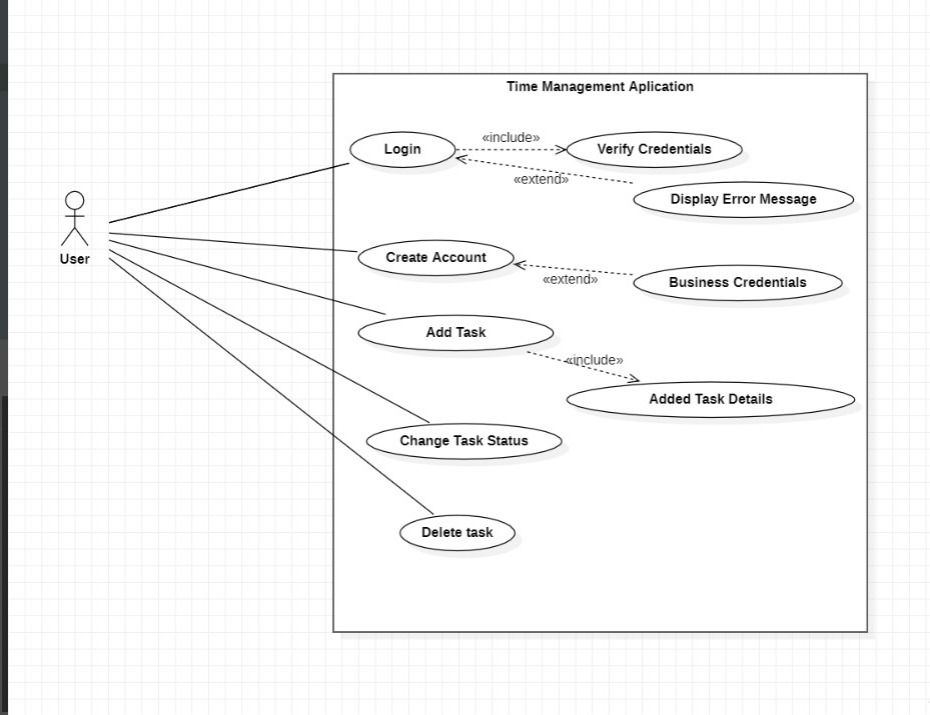 Time Management Aplication
«include»
Login
Verify Credentials
«extend»
Display Error Message
User
Create Account
«extend»
Business Credentials
Add Task
«include»
Added Task Details
Change Task Status
Delete task